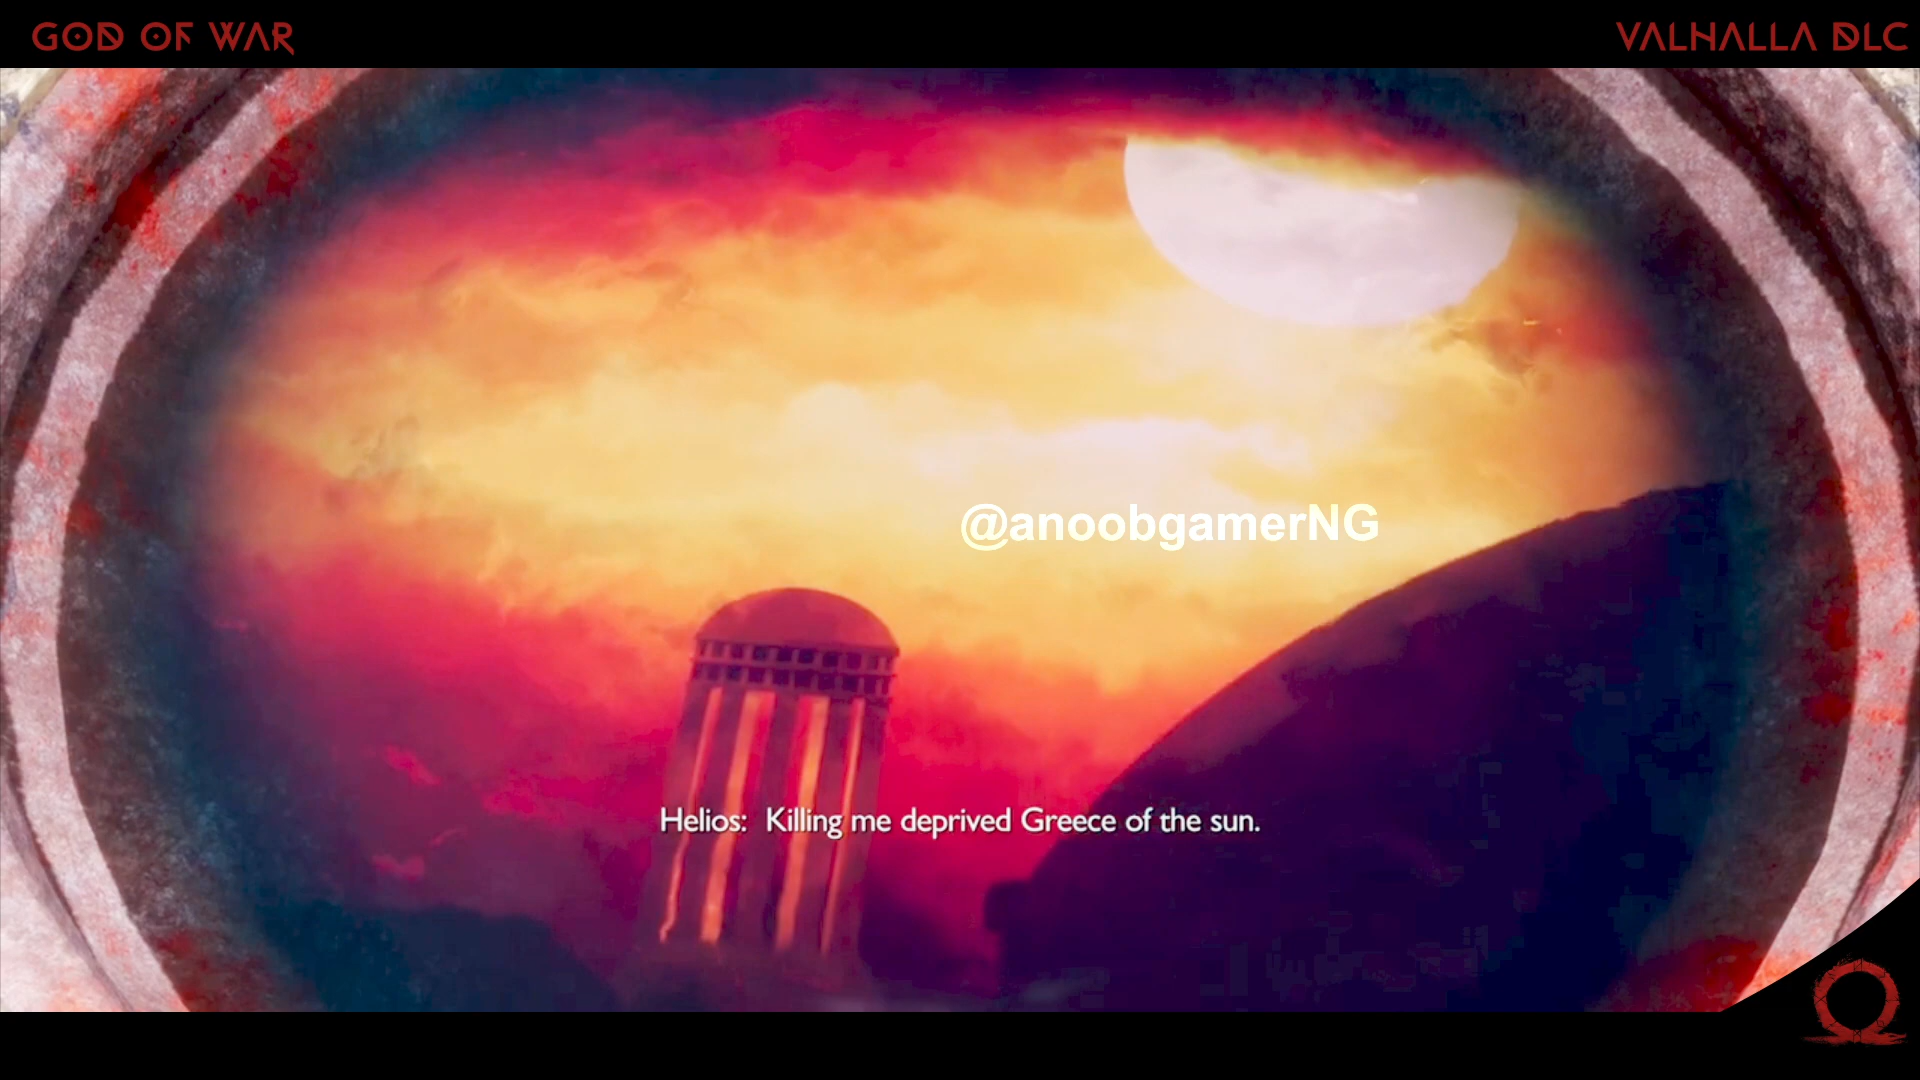 GOD OF WAR
VALHALLA DLC
@anoobgamerNG
Helios: Killing me deprived Greece of the sun.